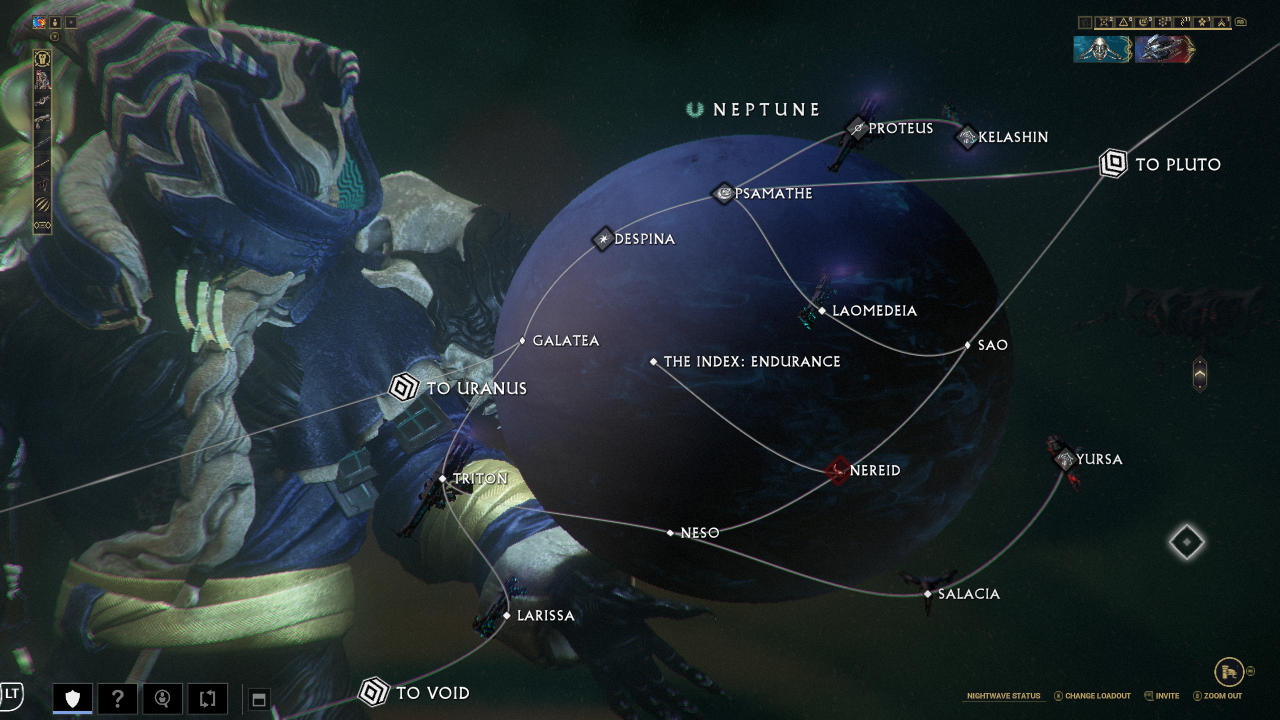 NEPTUNE
PROTEUS
KELASHIN
TO PLUTO
PSAMATHE
DESPINA
LAOMEDEIA
GALATEA
SAO
THE INDEX: ENDURANCE
TO URANUS
YURSA
NEREID
TRITON
NESO
SALACIA
LARISSA
LT
?
TO VOID
NIGHTWAVE STATUS
CHANGE LOADOUT
INVITE
ZOOM OUT